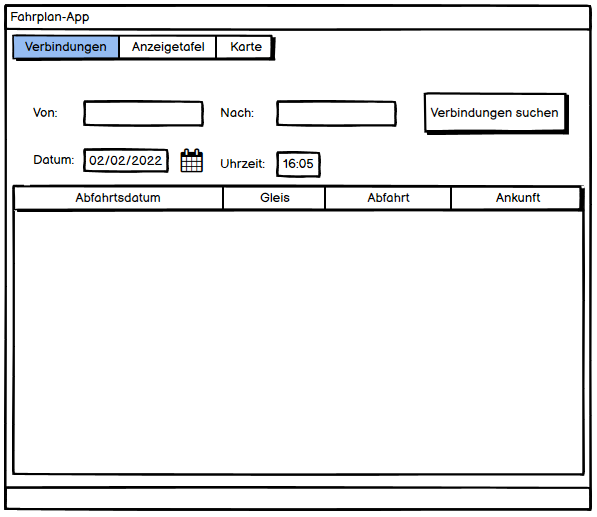 Fahrplan-App
Verbindungen Anzeigetafel Karte
Von: Nach: Verbindungen suchen
Datum: 02/02/2022 Uhrzeit: 16:05
Abfahrtsdatum Gleis Abfahrt Ankunft